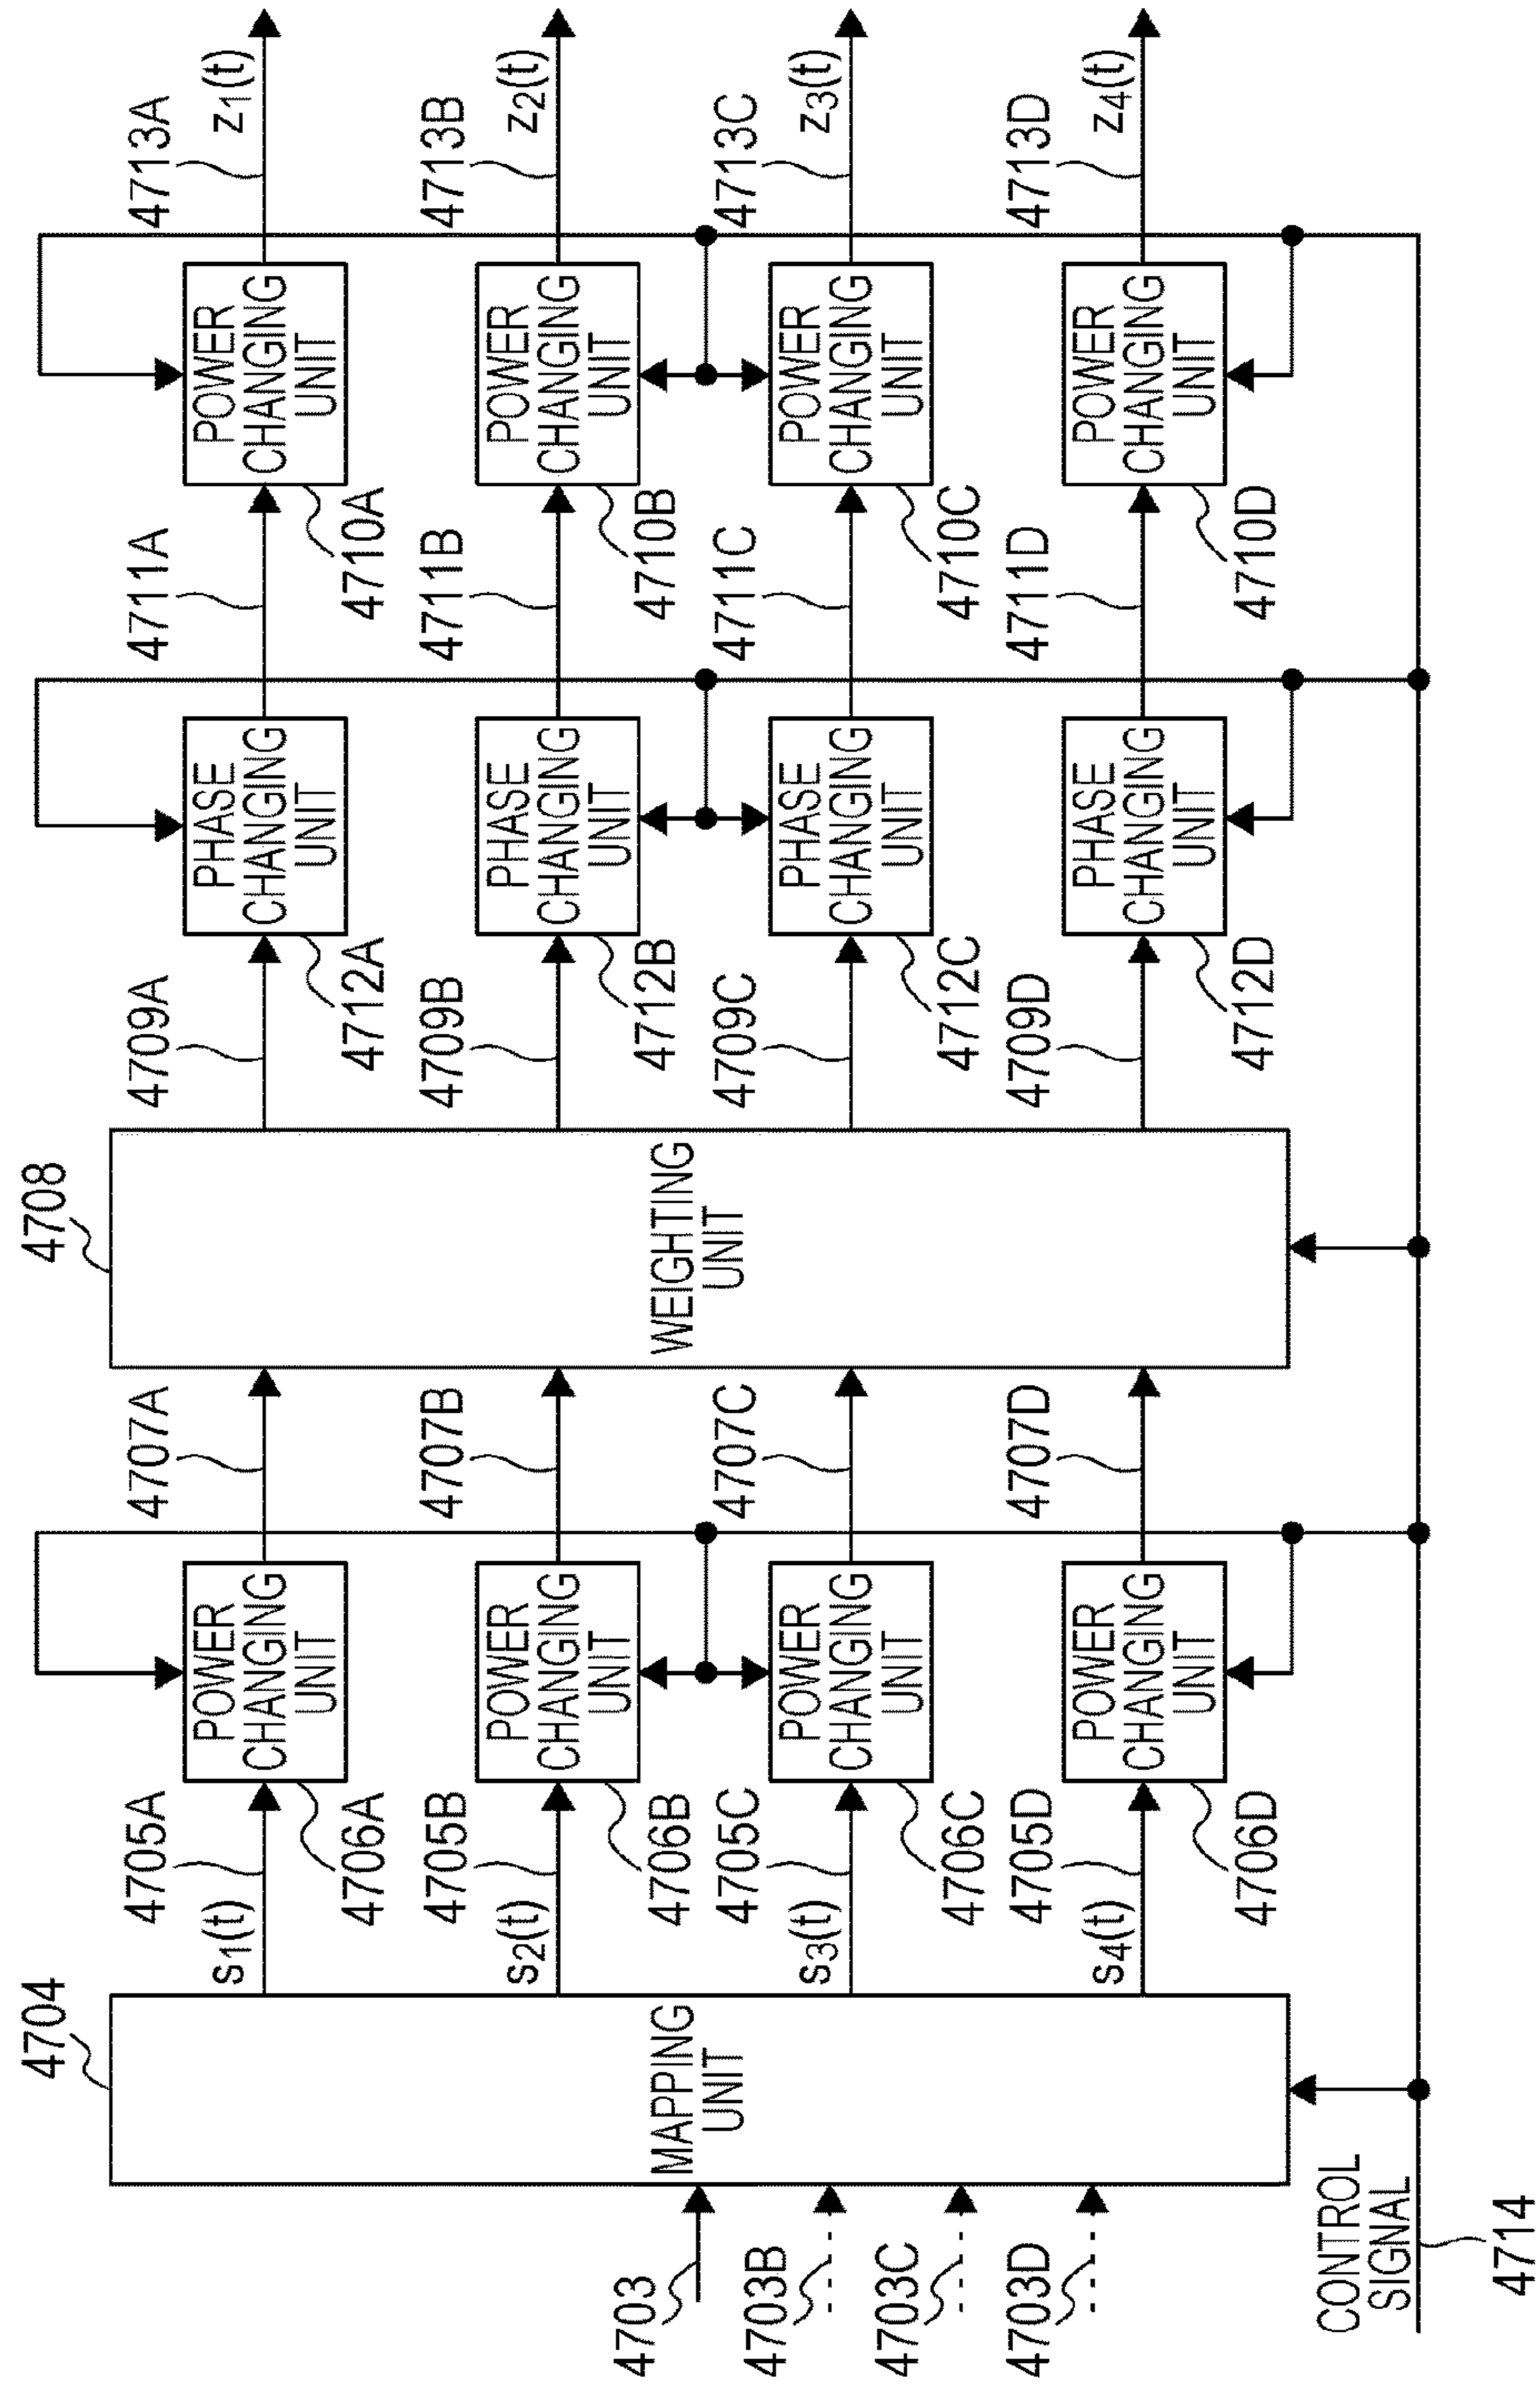 4704
MAPPING
UNIT
4703
4703B
4703C
4703D
CONTROL
SIGNAL
4714
s1(t)
4705A
4706A
s2(t)
4705B
4706B
s3(t)
4705C
4706C
s4(t)
4705D
4706D
POWER
CHANGING
UNIT
POWER
CHANGING
UNIT
POWER
CHANGING
UNIT
POWER
CHANGING
UNIT
4707A
4707B
4707C
4707D
4708
WEIGHTING
UNIT
4709A
4712A
4709B
4712B
4709C
4712C
4709D
4712D
PHASE
CHANGING
UNIT
PHASE
CHANGING
UNIT
PHASE
CHANGING
UNIT
PHASE
CHANGING
UNIT
4711A
4710A
4711B
4710B
4711C
4710C
4711D
4710D
POWER
CHANGING
UNIT
POWER
CHANGING
UNIT
POWER
CHANGING
UNIT
POWER
CHANGING
UNIT
4713A
z1(t)
4713B
z2(t)
4713C
z3(t)
4713D
z4(t)